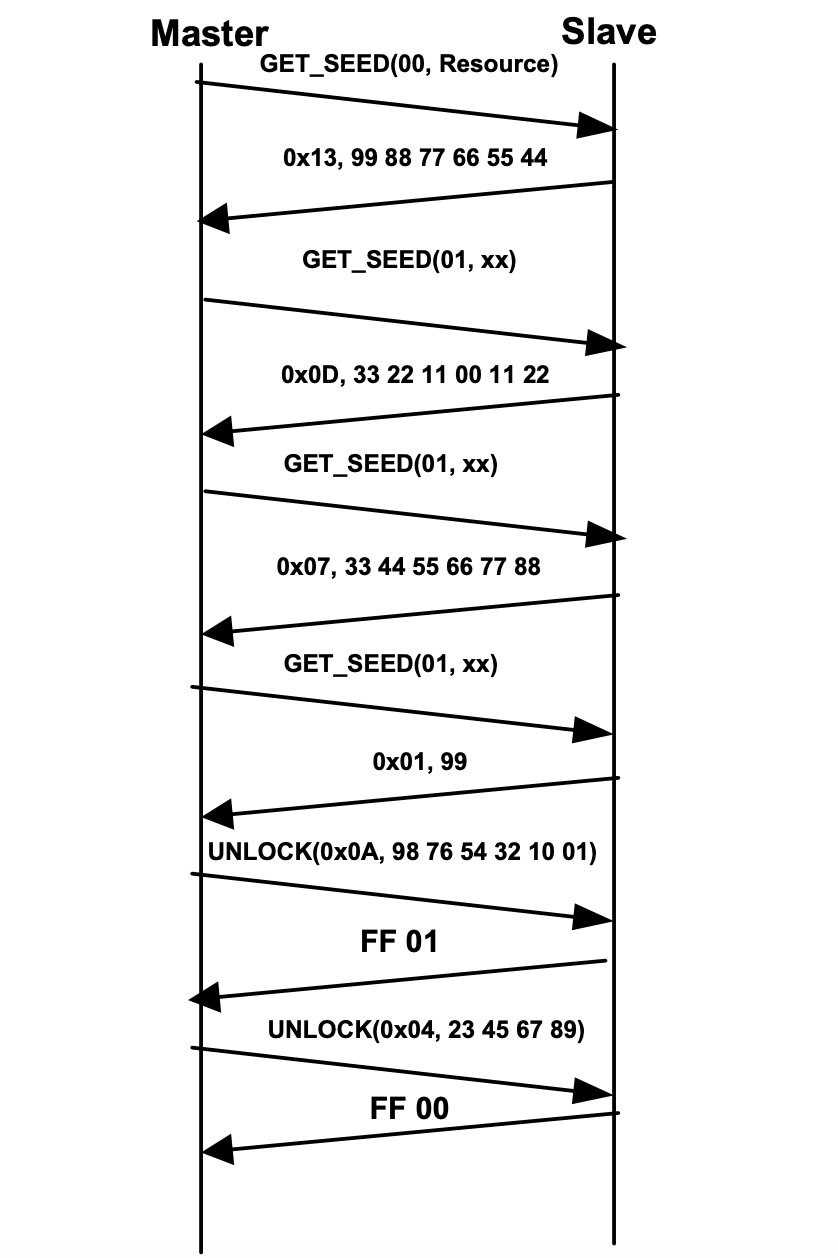 Master
Slave
GET_SEED(00, Resource)
0x13, 99 88 77 66 55 44
GET_SEED(01, xx)
0x0D, 33 22 11 00 11 22
GET_SEED(01, xx)
0x07, 33 44 55 66 77 88
GET_SEED(01, xx)
0x01, 99
UNLOCK(0x0A, 98 76 54 32 10 01)
FF 01
UNLOCK(0x04, 23 45 67 89)
FF 00